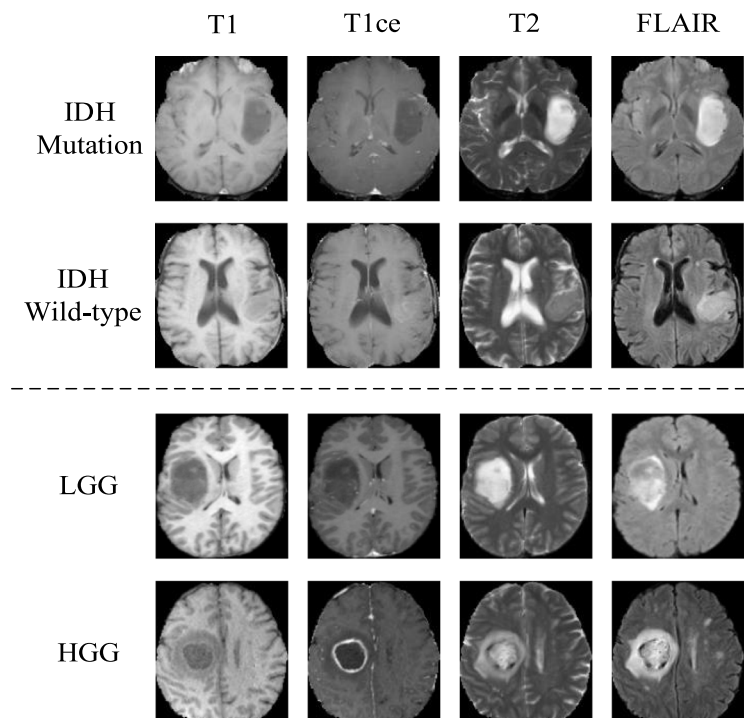 T1 T1ce T2 FLAIR
IDH
Mutation
IDH
Wild-type
LGG
HGG